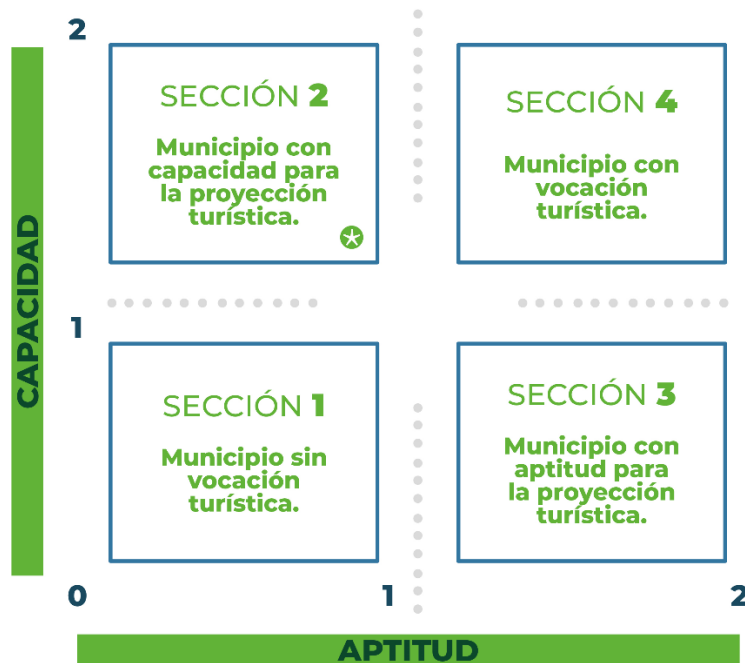 2
SECCIÓN 2
Municipio con
capacidad para
la proyección
turística.
SECCIÓN 4
Municipio con
vocación
turística.
CAPACIDAD
1
SECCIÓN 1
Municipio sin
vocación
turística.
SECCIÓN 3
Municipio con
aptitud para
la proyección
turística.
0
1
2
APTITUD